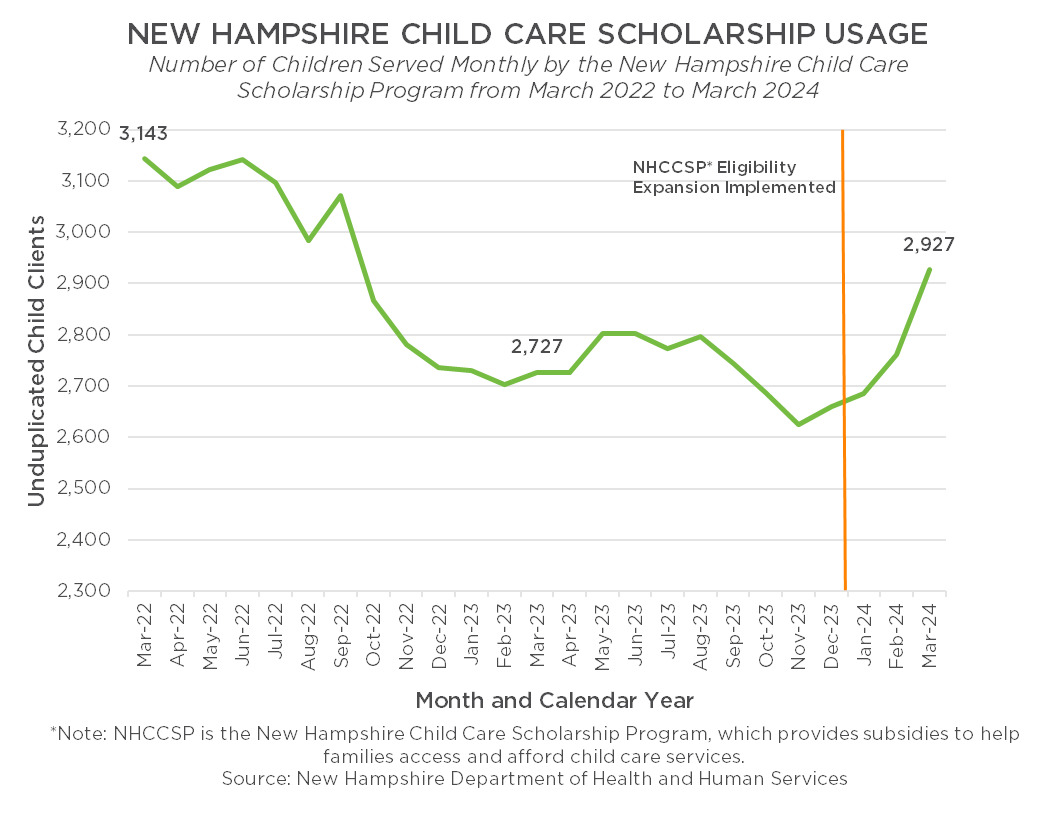 NEW HAMPSHIRE CHILD CARE SCHOLARSHIP USAGE
Number of Children Served Monthly by the New Hampshire Child Care
Scholarship Program from March 2022 to March 2024
Unduplicated Child Clients
3,200
3,100
3,000
2,900
2,800
2,700
2,600
2,500
2,400
2,300
3,143
2,727
NHCCSP* Eligibility
Expansion Implemented
2,927
Mar-22
Apr-22
May-22
Jun-22
Jul-22
Aug-22
Sep-22
Oct-22
Nov-22
Dec-22
Jan-23
Feb-23
Mar-23
Apr-23
May-23
Jun-23
Jul-23
Aug-23
Sep-23
Oct-23
Nov-23
Dec-23
Jan-24
Feb-24
Mar-24
Month and Calendar Year
*Note: NHCCSP is the New Hampshire Child Care Scholarship Program, which provides subsidies to help
families access and afford child care services.
Source: New Hampshire Department of Health and Human Services